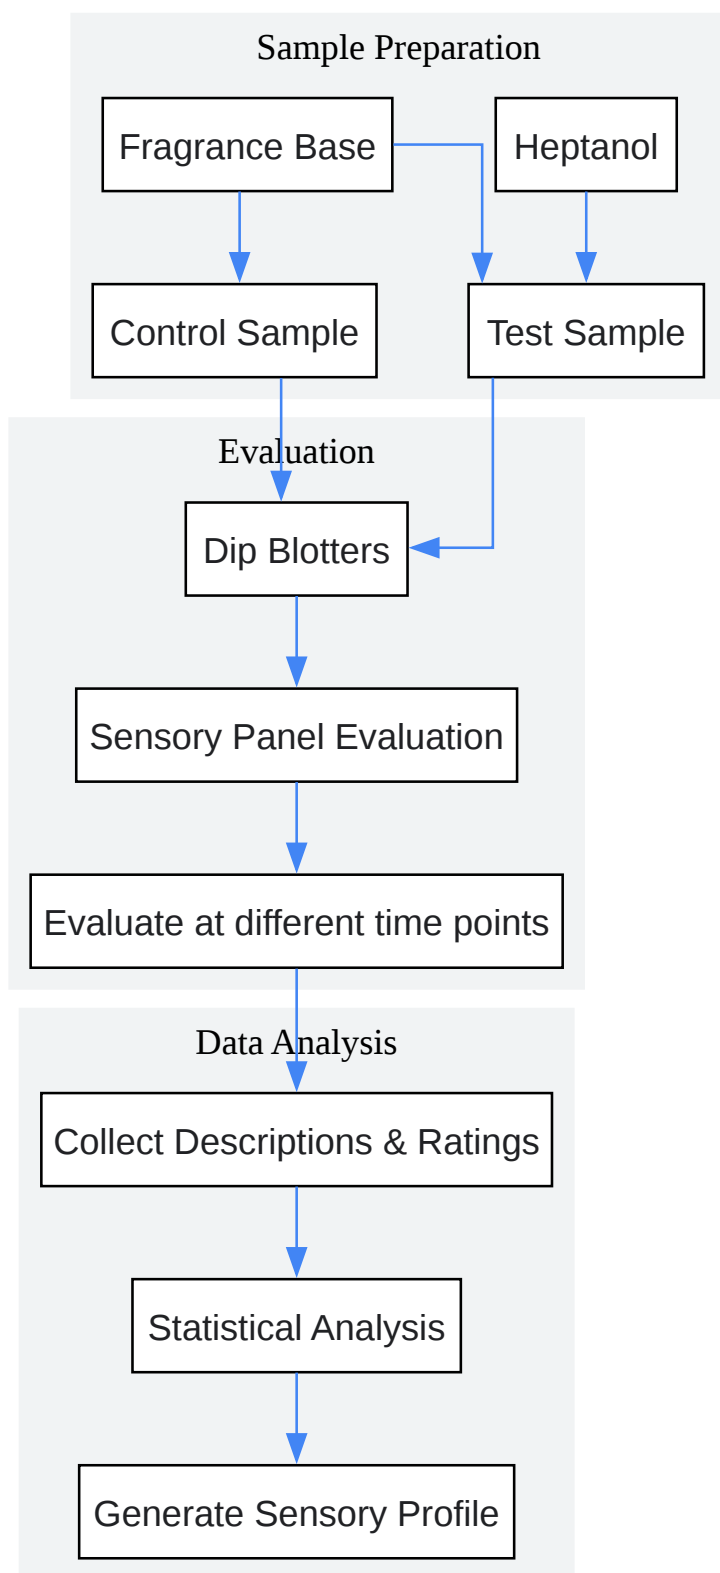 Sample Preparation
Fragrance Base
Heptanol
Control Sample
Test Sample
Evaluation
Dip Blotters
Sensory Panel Evaluation
Evaluate at different time points
Data Analysis
Collect Descriptions & Ratings
Statistical Analysis
Generate Sensory Profile